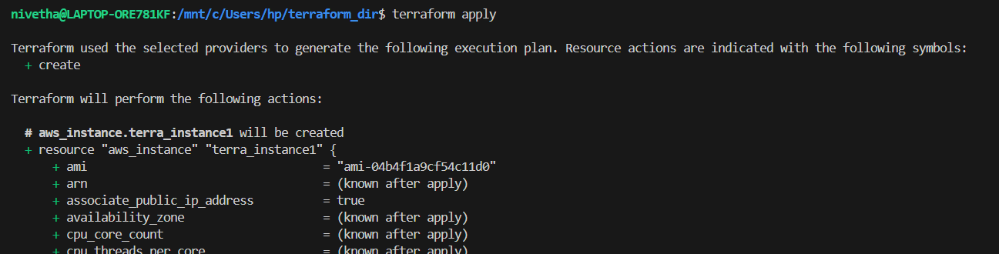 nivetha@LAPTOP-ORE781KF:/mnt/c/Users/hp/terraform_dir$ terraform apply
Terraform used the selected providers to generate the following execution plan. Resource actions are indicated with the following symbols:
+ create
Terraform will perform the following actions:
# aws_instance.terra_instance1 will be created
+ resource "aws_instance" "terra_instance1" {
+ ami = "ami-04b4f1a9cf54c11d0"
+ arn = (known after apply)
+ associate_public_ip_address = true
+ availability_zone = (known after apply)
+ cpu_core_count = (known after apply)
+ cpu_threads_per_core = (known after apply)